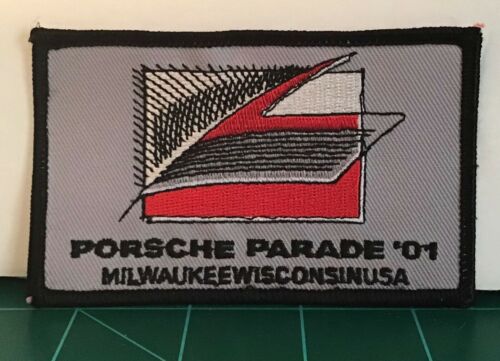 PORSCHE PARADE '01
MILWAUKEEWISCONSINUSA